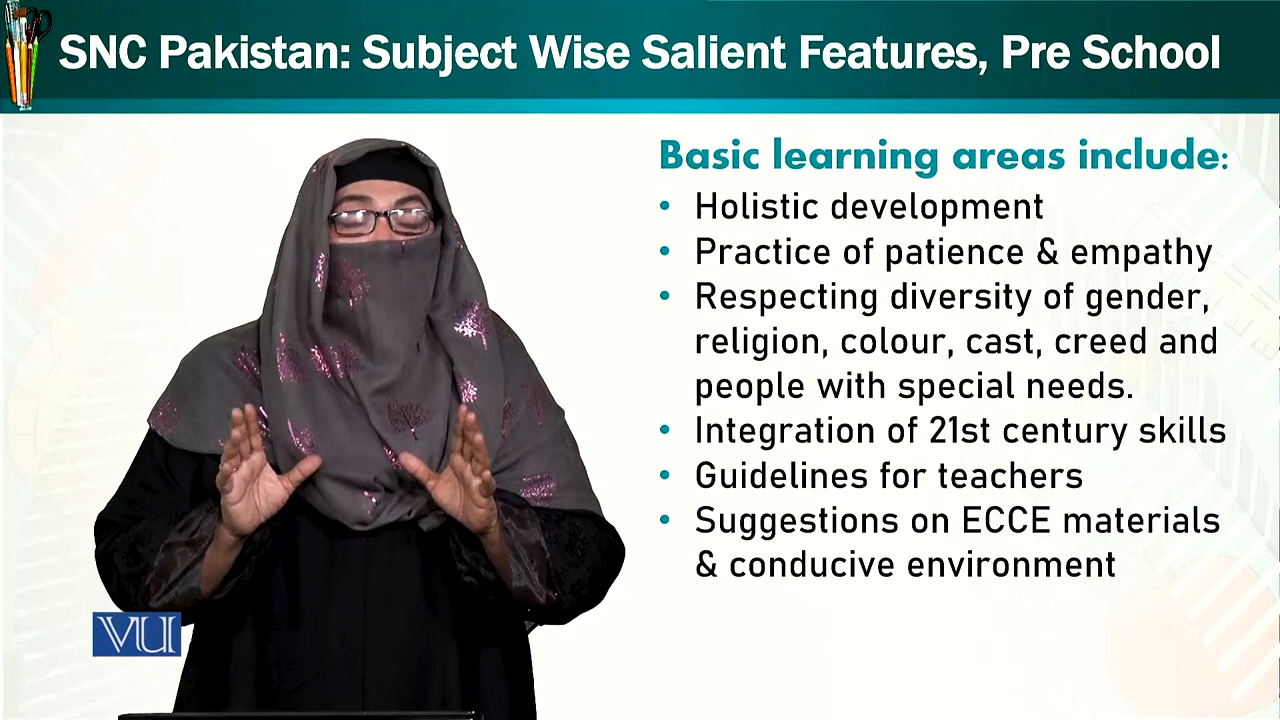 SNC Pakistan: Subject Wise Salient Features, Pre School
Basic learning areas include:
• Holistic development
• Practice of patience & empathy
• Respecting diversity of gender,
religion, colour, cast, creed and
people with special needs.
• Integration of 21st century skills
• Guidelines for teachers
• Suggestions on ECCE materials
& conducive environment
VU